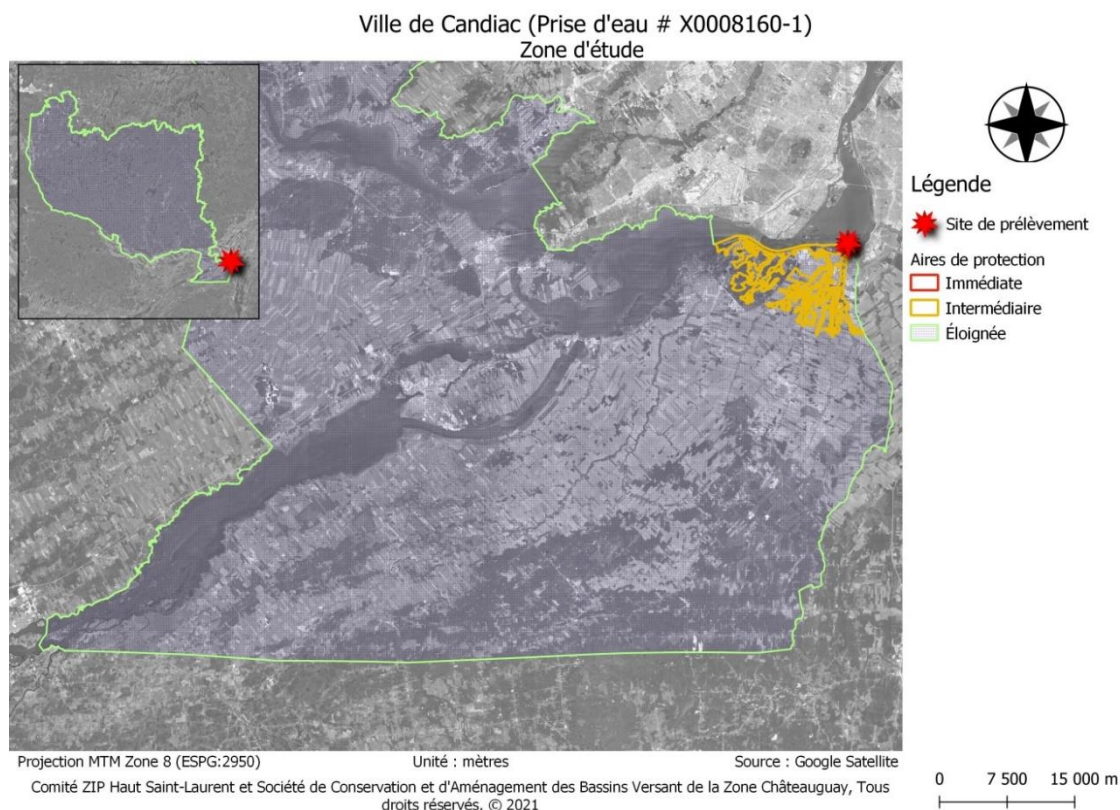 Ville de Candiac (Prise d'eau # X0008160-1)
Zone d'étude
Légende
Site de prélèvement
Aires de protection
Immédiate
Intermédiaire
Éloignée
Projection MTM Zone 8 (ESPG:2950)
Unité : mètres
Source : Google Satellite
Comité ZIP Haut Saint-Laurent et Société de Conservation et d'Aménagement des Bassins Versant de la Zone Châteauguay, Tous
droits réservés. © 2021
0 7 500 15 000 m